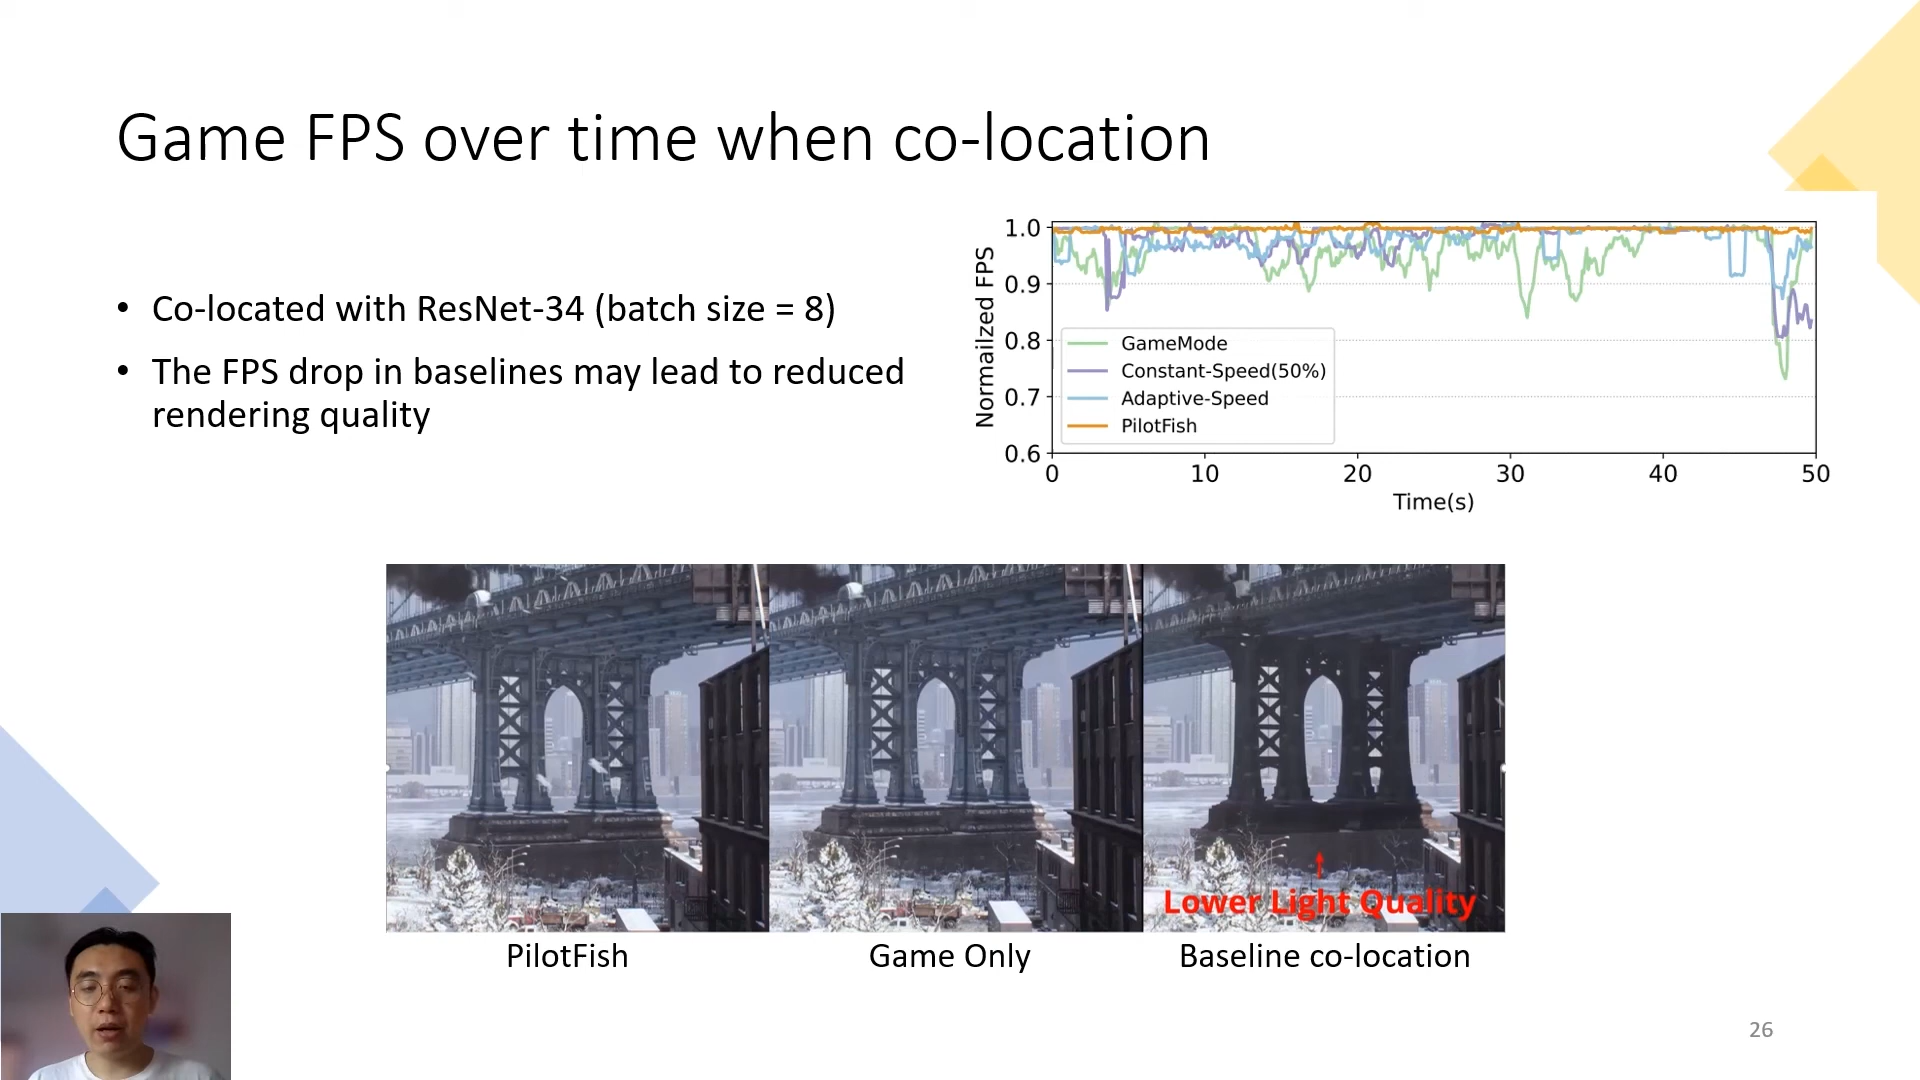 Game FPS over time when co-location
• Co-located with ResNet-34 (batch size = 8)
• The FPS drop in baselines may lead to reduced
rendering quality
Normailzed FPS
1.0
0.9
0.8
0.7
0.6
GameMode
Constant-Speed(50%)
Adaptive-Speed
PilotFish
0 10 20 30 40 50
Time(s)
Lower Light Quality
PilotFish
Game Only
Baseline co-location
26